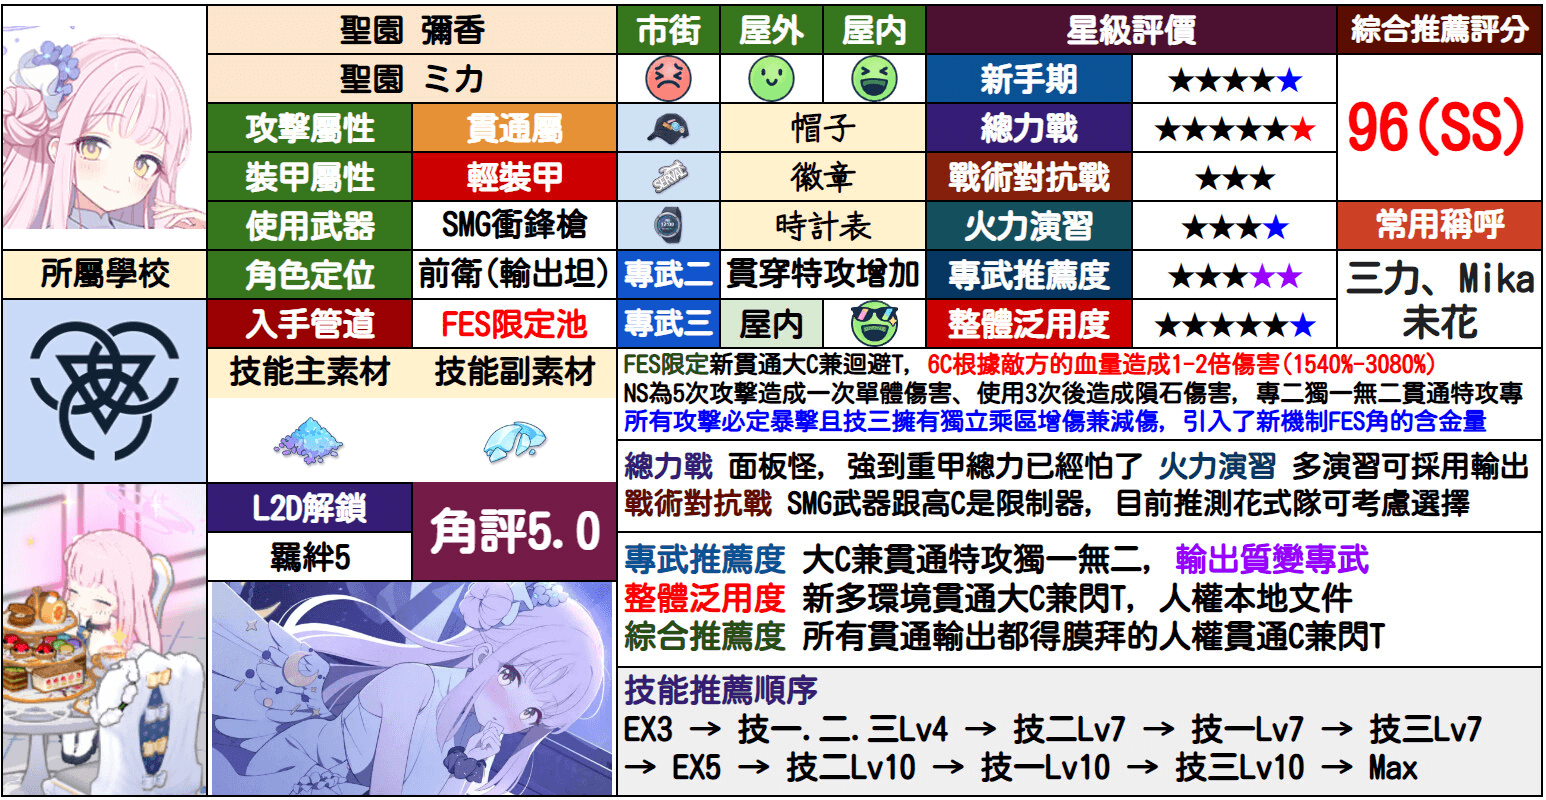 聖園 彌香
聖園 ミカ
攻擊屬性 貫通屬
裝甲屬性 輕裝甲
使用武器 SMG衝鋒槍
所屬學校
角色定位 前衛(輸出坦)
入手管道 FES限定池
技能主素材 技能副素材
L2D解鎖
羈絆5
角評5.0
市街 屋外 屋內
帽子
SERVAL
徽章
時計表
專武二 貫穿特攻增加
專武三 屋內
星級評價
新手期 ★★★★★
總力戰 ★★★★★★
戰術對抗戰 ★★★
火力演習 ★★★★
專武推薦度 ★★★★★
整體泛用度 ★★★★★★
綜合推薦評分
96(SS)
常用稱呼
三力、Mika
未花
FES限定新貫通大C兼迴避T, 6C根據敵方的血量造成1-2倍傷害(1540%-3080%)
NS為5次攻擊造成一次單體傷害、使用3次後造成隕石傷害, 專二獨一無二貫通特攻專
所有攻擊必定暴擊且技三擁有獨立乘區增傷兼減傷, 引入了新機制FES角的含金量
總力戰 面板怪, 強到重甲總力已經怕了 火力演習 多演習可採用輸出
戰術對抗戰 SMG武器跟高C是限制器, 目前推測花式隊可考慮選擇
專武推薦度 大C兼貫通特攻獨一無二, 輸出質變專武
整體泛用度 新多環境貫通大C兼閃T, 人權本地文件
綜合推薦度 所有貫通輸出都得膜拜的人權貫通C兼閃T
技能推薦順序
EX3 → 技一.二.三Lv4 → 技二Lv7 → 技一Lv7 → 技三Lv7
→ EX5 → 技二Lv10 → 技一Lv10 → 技三Lv10 → Max